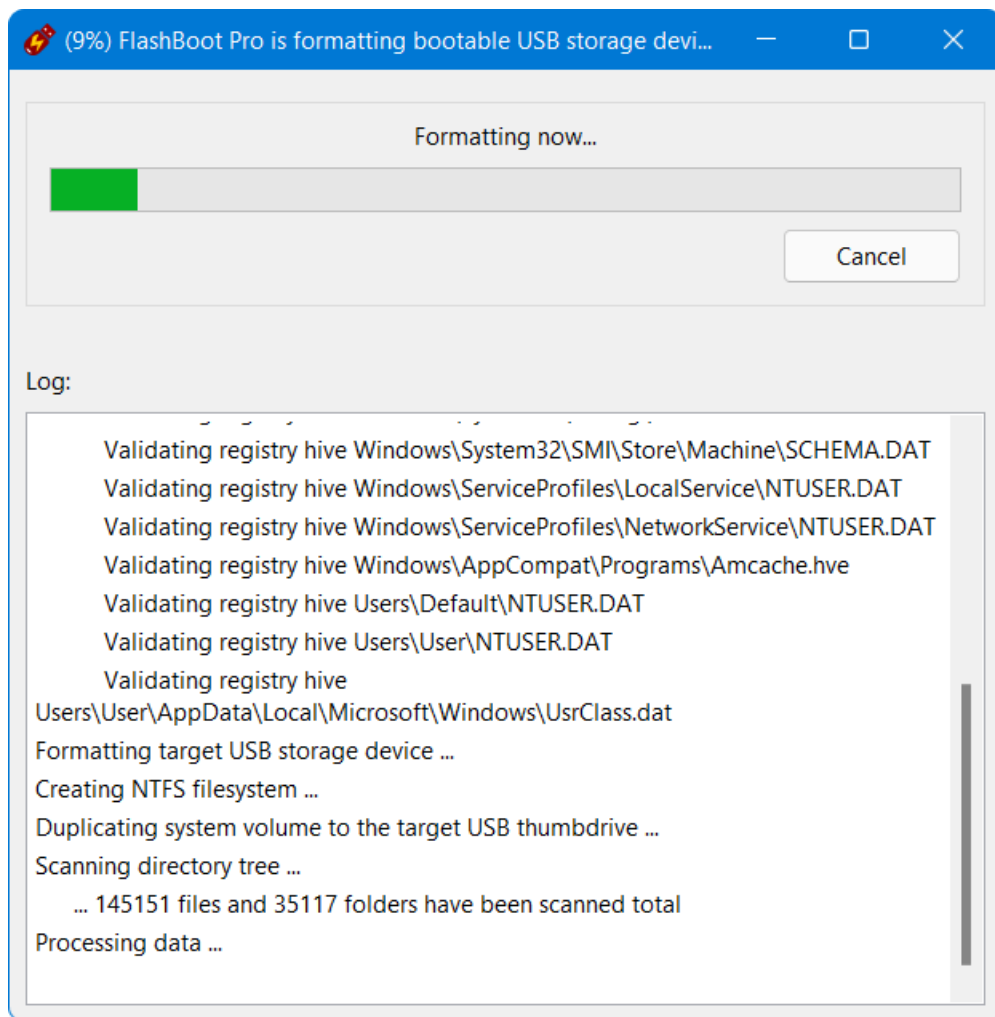 (9%) FlashBoot Pro is formatting bootable USB storage devi...
Formatting now...
Cancel
Log:
Validating registry hive Windows\System32\SMI\Store\Machine\SCHEMA.DAT
Validating registry hive Windows\ServiceProfiles\LocalService\NTUSER.DAT
Validating registry hive Windows\ServiceProfiles\NetworkService\NTUSER.DAT
Validating registry hive Windows\AppCompat\Programs\Amcache.hve
Validating registry hive Users\Default\NTUSER.DAT
Validating registry hive Users\User\NTUSER.DAT
Validating registry hive
Users\User\AppData\Local\Microsoft\Windows\UsrClass.dat
Formatting target USB storage device ...
Creating NTFS filesystem ...
Duplicating system volume to the target USB thumbdrive ...
Scanning directory tree ...
... 145151 files and 35117 folders have been scanned total
Processing data ...